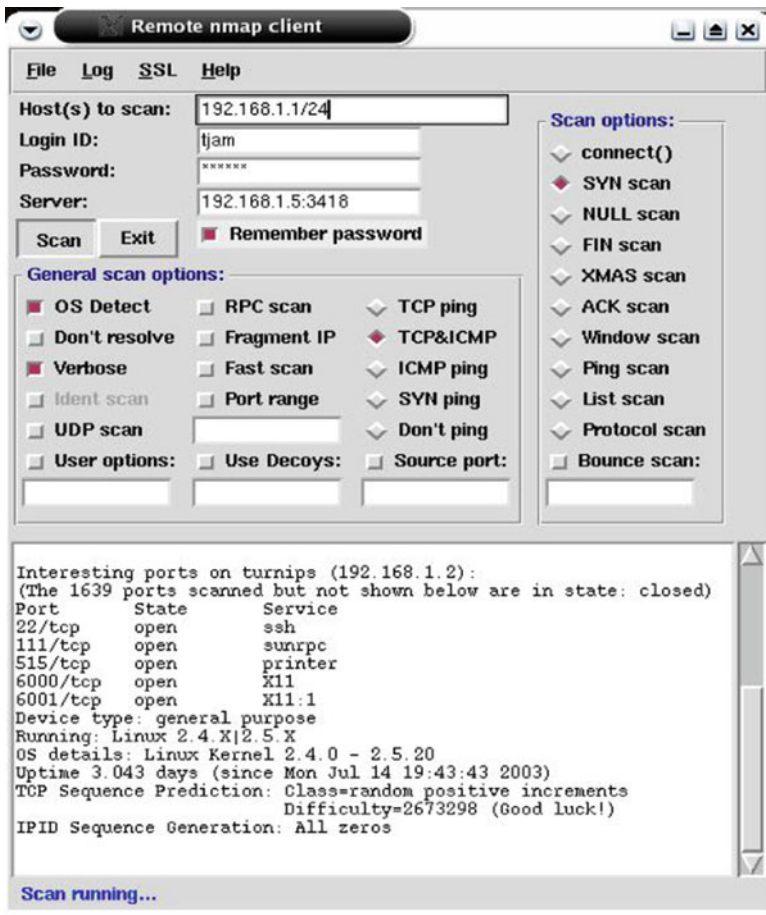 Remote nmap client
File Log SSL Help
Host(s) to scan: 192.168.1.1/24
Login ID: tjam
Password: ******
Server: 192.168.1.5:3418
Scan Exit Remember password
Scan options:
connect()
SYN scan
NULL scan
FIN scan
XMAS scan
ACK scan
Window scan
Ping scan
List scan
Protocol scan
Bounce scan:
General scan options:
OS Detect RPC scan TCP ping
Don't resolve Fragment IP TCP&ICMP
Verbose Fast scan ICMP ping
Ident scan Port range SYN ping
UDP scan Don't ping
User options: Use Decoys: Source port:
Interesting ports on turnips (192.168.1.2):
(The 1639 ports scanned but not shown below are in state: closed)
Port State Service
22/tcp open ssh
111/tcp open sunrpc
515/tcp open printer
6000/tcp open X11
6001/tcp open X11:1
Device type: general purpose
Running: Linux 2.4.X|2.5.X
OS details: Linux Kernel 2.4.0 - 2.5.20
Uptime 3.043 days (since Mon Jul 14 19:43:43 2003)
TCP Sequence Prediction: Class=random positive increments
Difficulty=2673298 (Good luck!)
IPID Sequence Generation: All zeros
Scan running...